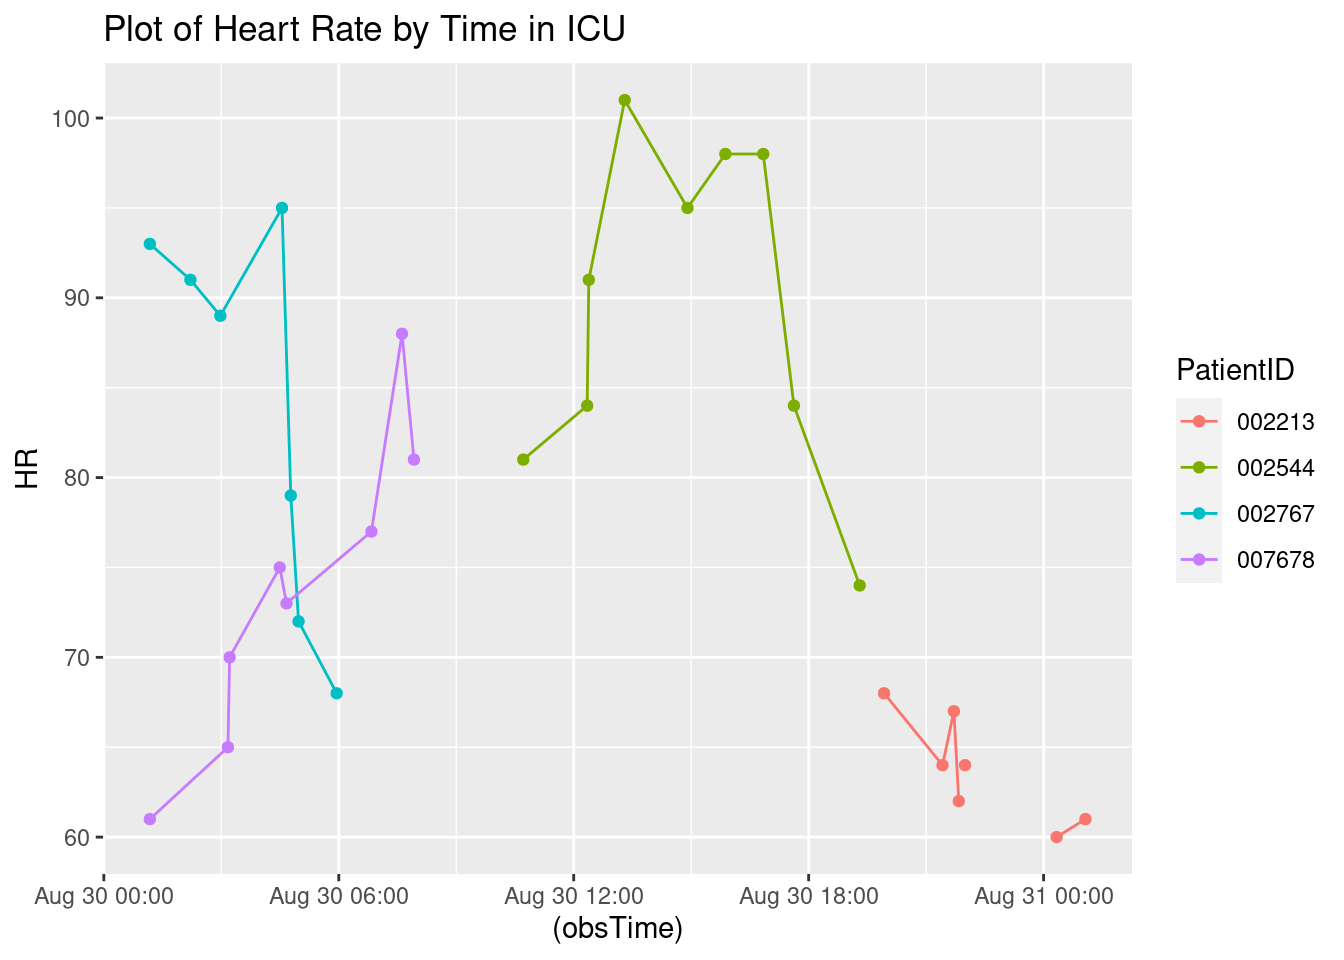 Plot of Heart Rate by Time in ICU
100
90
80
70
60
HR
Aug 30 00:00
Aug 30 06:00
Aug 30 12:00
Aug 30 18:00
Aug 31 00:00
(obsTime)
PatientID
002213
002544
002767
007678